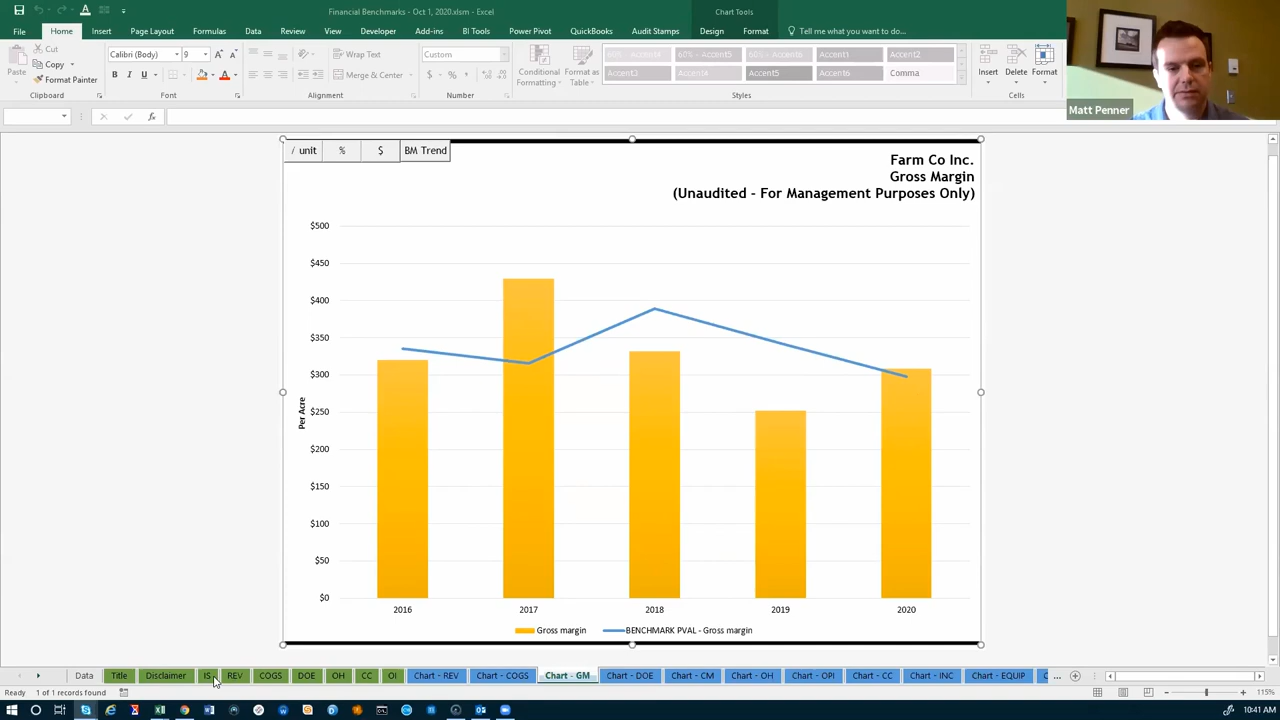 Financial Benchmarks - Oct 1, 2020.xlsm - Excel
Chart Tools
File Home Insert Page Layout Formulas Data Review View Developer Add-ins BI Tools Power Pivot QuickBooks Audit Stamps Design Format Tell me what you want to do...
Paste
Cut
Copy
Format Painter
Calibri (Body) 9
Wrap Text
Merge & Center
Custom
Conditional Formatting
Format as Table
60% - Accent5 Accent1 Accent2
Accent3 Accent4 Accent5 Accent6 Comma
Insert Delete Format
Clipboard Font Alignment Number Styles Cells
Matt Penner
/ unit % $ BM Trend
Farm Co Inc.
Gross Margin
(Unaudited - For Management Purposes Only)
$500
$450
$400
$350
$300
$250
$200
$150
$100
$50
$0
Per Acre
2016 2017 2018 2019 2020
Gross margin BENCHMARK PVAL - Gross margin
Data Title Disclaimer IS REV COGS DOE OH CC OI Chart - REV Chart - COGS Chart - GM Chart - DOE Chart - CM Chart - OH Chart - OPI Chart - CC Chart - INC Chart - EQUIP C ...
Ready 1 of 1 records found 115%
10:41 AM